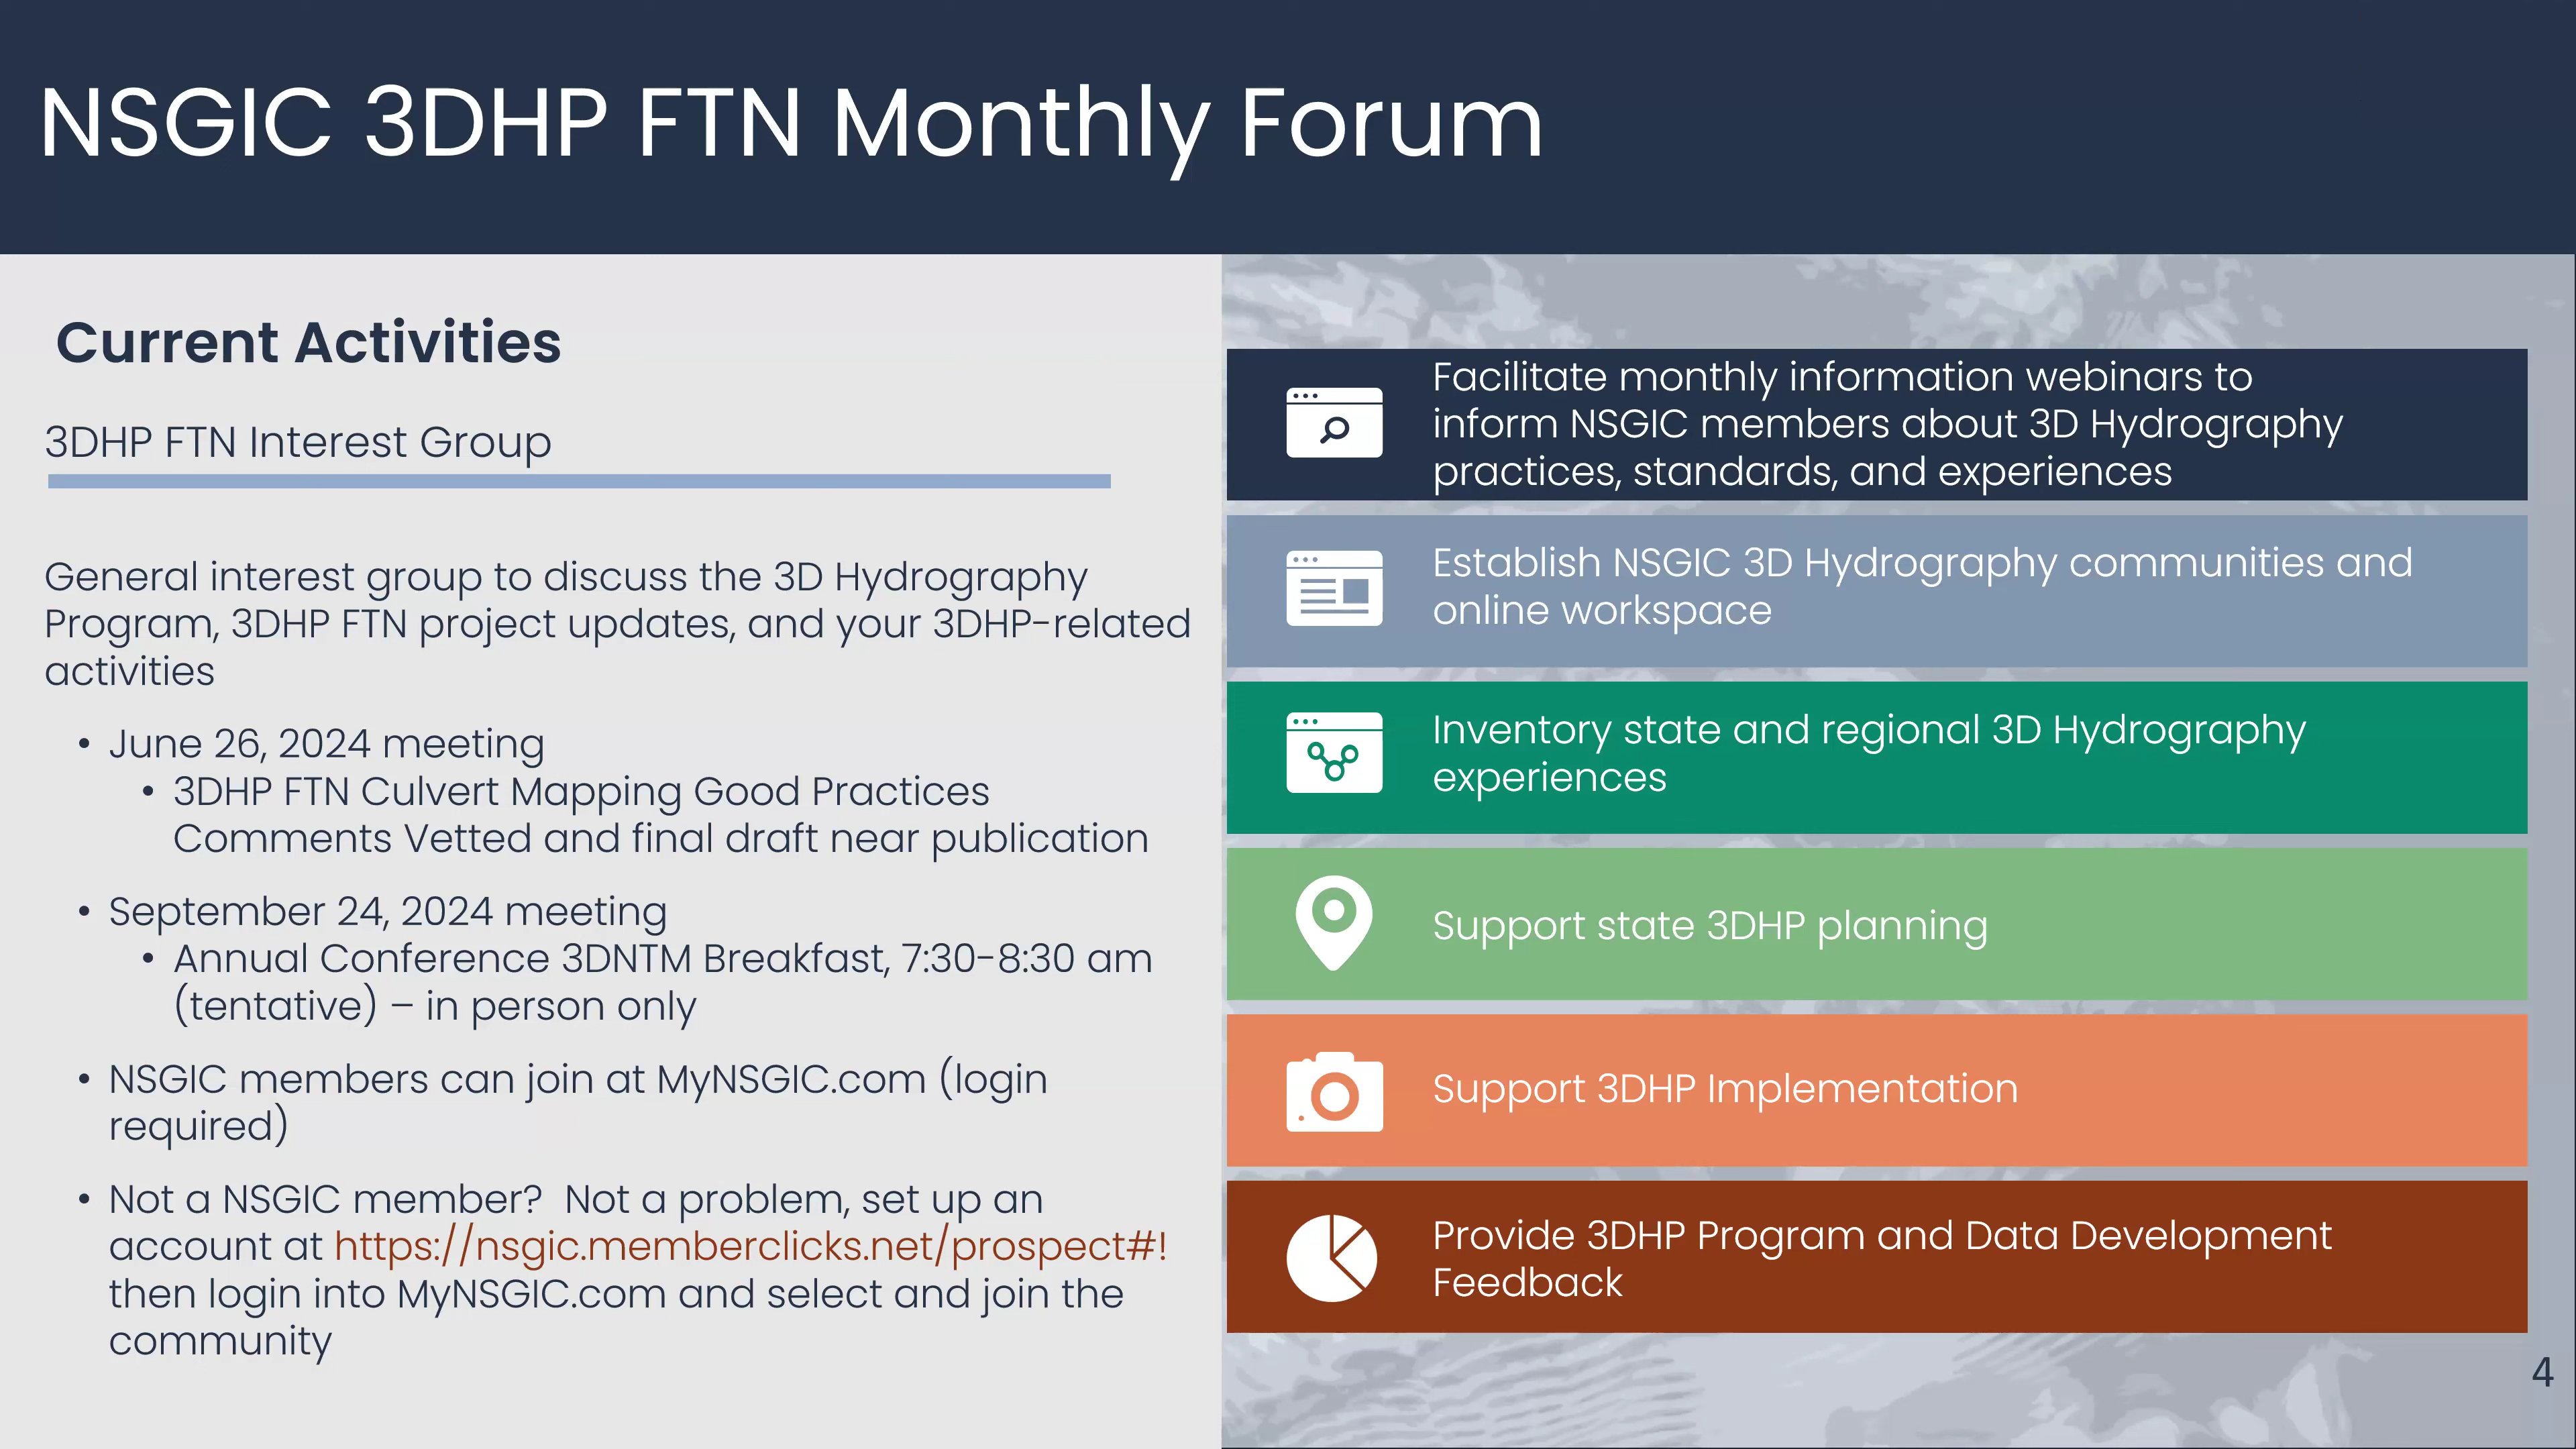 NSGIC 3DHP FTN Monthly Forum
Current Activities
3DHP FTN Interest Group
General interest group to discuss the 3D Hydrography
Program, 3DHP FTN project updates, and your 3DHP-related
activities
• June 26, 2024 meeting
• 3DHP FTN Culvert Mapping Good Practices
Comments Vetted and final draft near publication
• September 24, 2024 meeting
• Annual Conference 3DNTM Breakfast, 7:30-8:30 am
(tentative) – in person only
• NSGIC members can join at MyNSGIC.com (login
required)
• Not a NSGIC member?  Not a problem, set up an
account at https://nsgic.memberclicks.net/prospect#!
then login into MyNSGIC.com and select and join the
community
Facilitate monthly information webinars to
inform NSGIC members about 3D Hydrography
practices, standards, and experiences
Establish NSGIC 3D Hydrography communities and
online workspace
Inventory state and regional 3D Hydrography
experiences
Support state 3DHP planning
Support 3DHP Implementation
Provide 3DHP Program and Data Development
Feedback
4